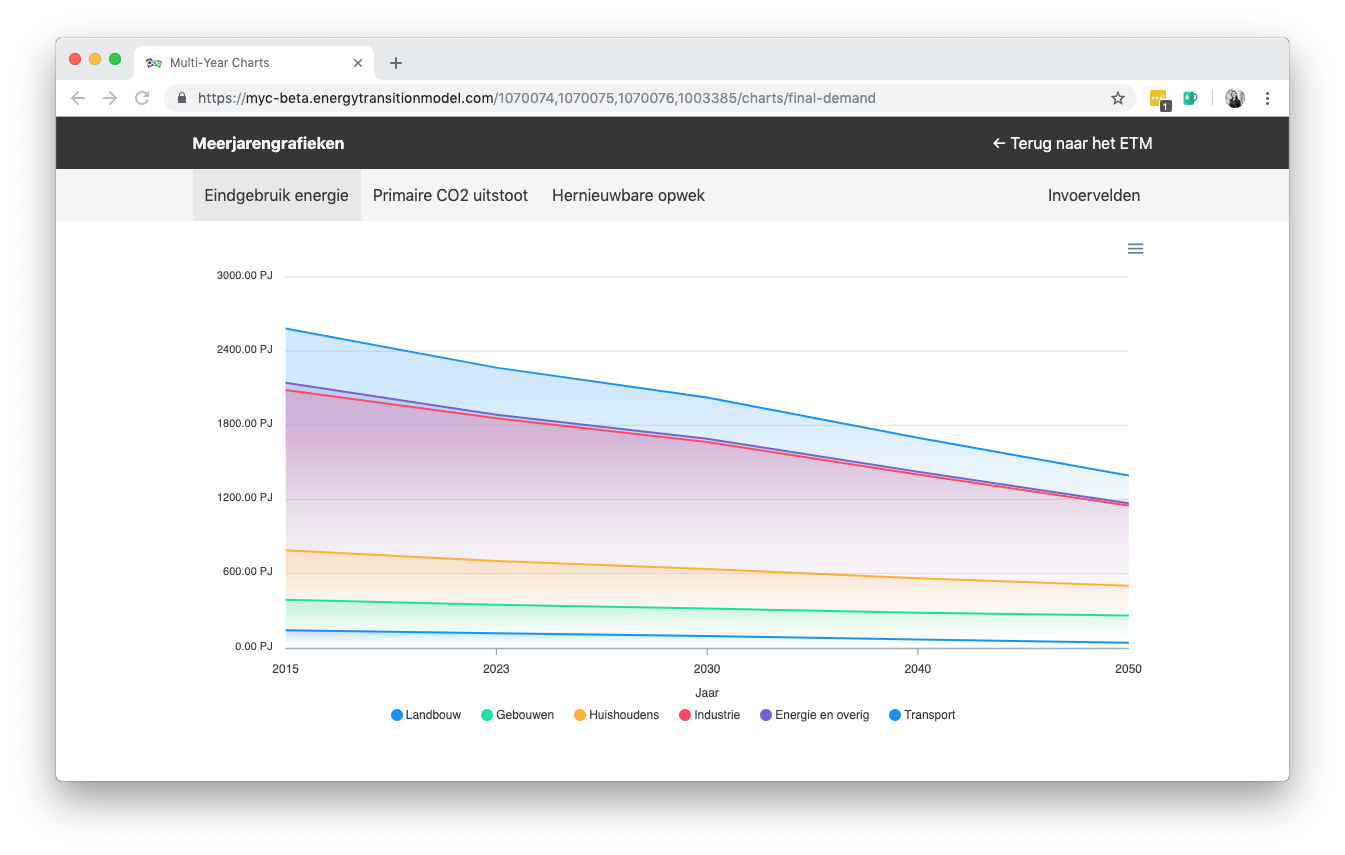 Multi-Year Charts
https://myc-beta.energytransitionmodel.com/1070074,1070075,1070076,1003385/charts/final-demand
1
Meerjarengrafieken
← Terug naar het ETM
Eindgebruik energie
Primaire CO2 uitstoot
Hernieuwbare opwek
Invoervelden
3000.00 PJ
2400.00 PJ
1800.00 PJ
1200.00 PJ
600.00 PJ
0.00 PJ
2015 2023 2030 2040 2050
Jaar
Landbouw Gebouwen Huishoudens Industrie Energie en overig Transport